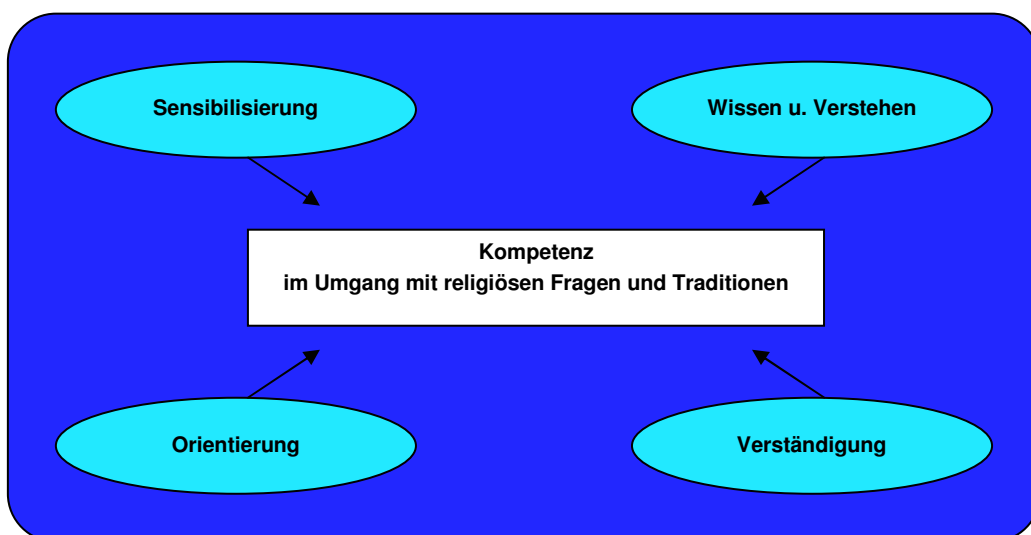 Sensibilisierung
Wissen u. Verstehen
Kompetenz
im Umgang mit religiösen Fragen und Traditionen
Orientierung
Verständigung